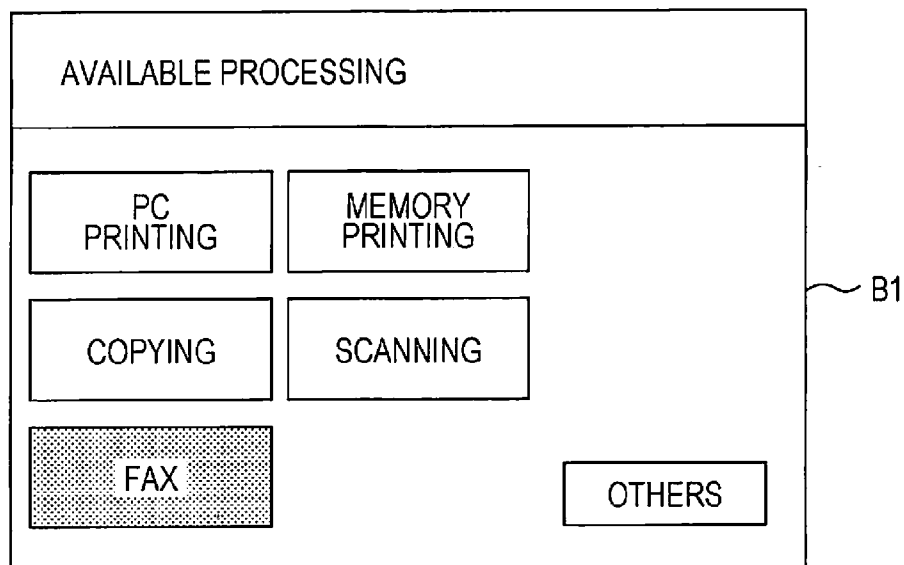 AVAILABLE PROCESSING
PC
PRINTING
MEMORY
PRINTING
B1
COPYING
SCANNING
FAX
OTHERS